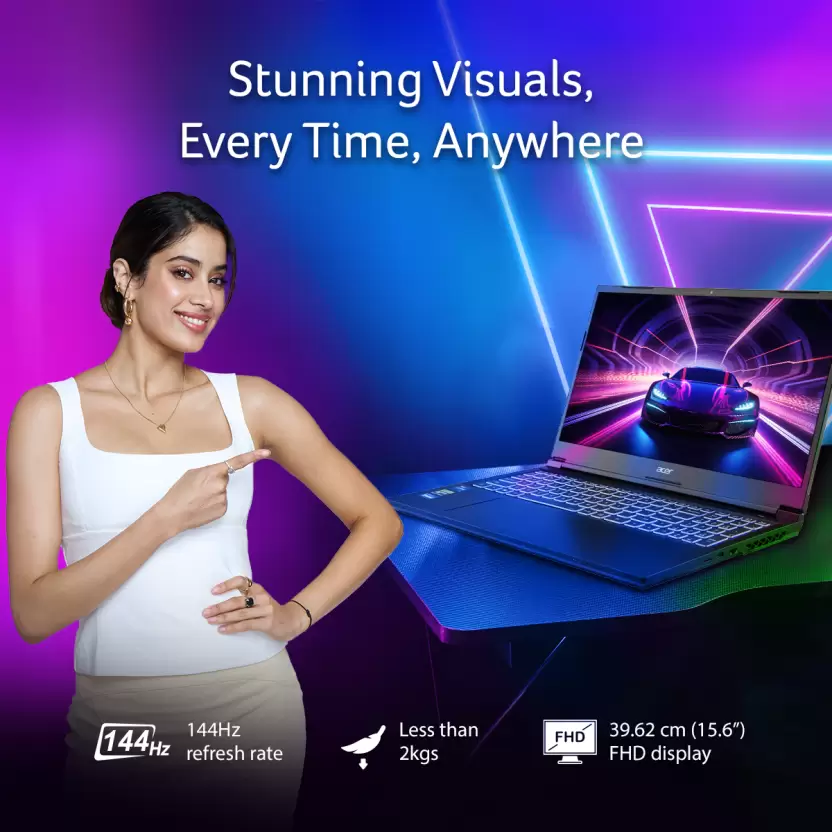 Stunning Visuals,
Every Time, Anywhere
acer
144Hz
144Hz
refresh rate
Less than
2kgs
FHD
39.62 cm (15.6”)
FHD display